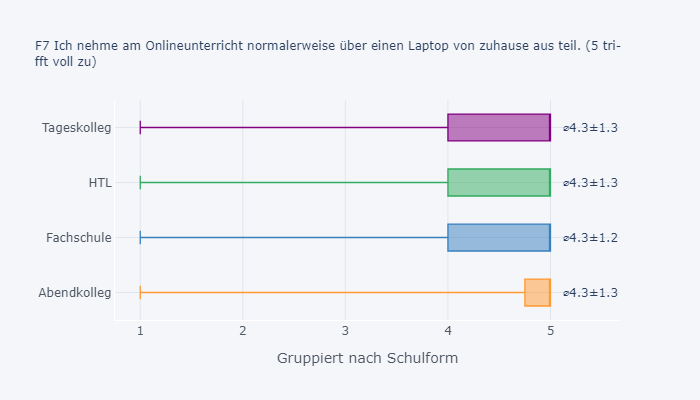 F7 Ich nehme am Onlineunterricht normalerweise über einen Laptop von zuhause aus teil. (5 tri-
fft voll zu)
Tageskolleg ⌀4.3±1.3
HTL ⌀4.3±1.3
Fachschule ⌀4.3±1.2
Abendkolleg ⌀4.3±1.3
1 2 3 4 5
Gruppiert nach Schulform